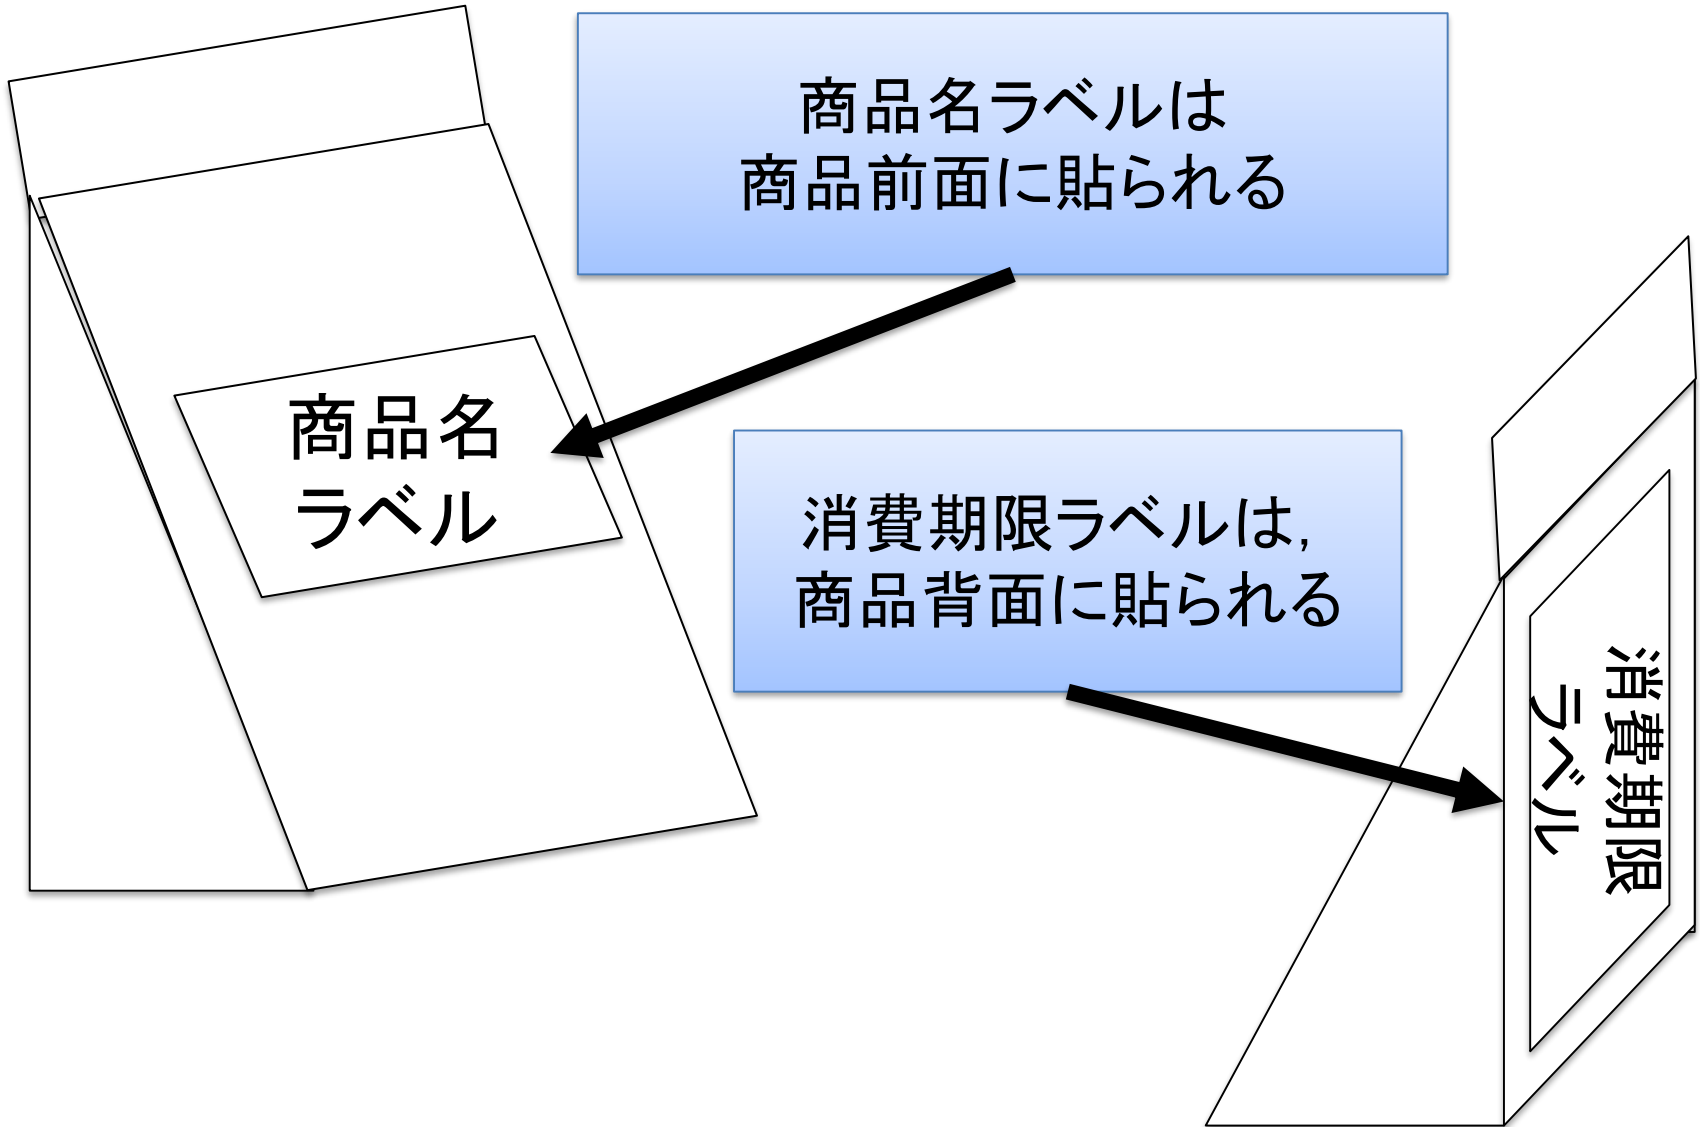 商品名ラベルは
商品前面に貼られる
商品名
ラベル
消費期限ラベルは,
商品背面に貼られる
消費期限
ラベル